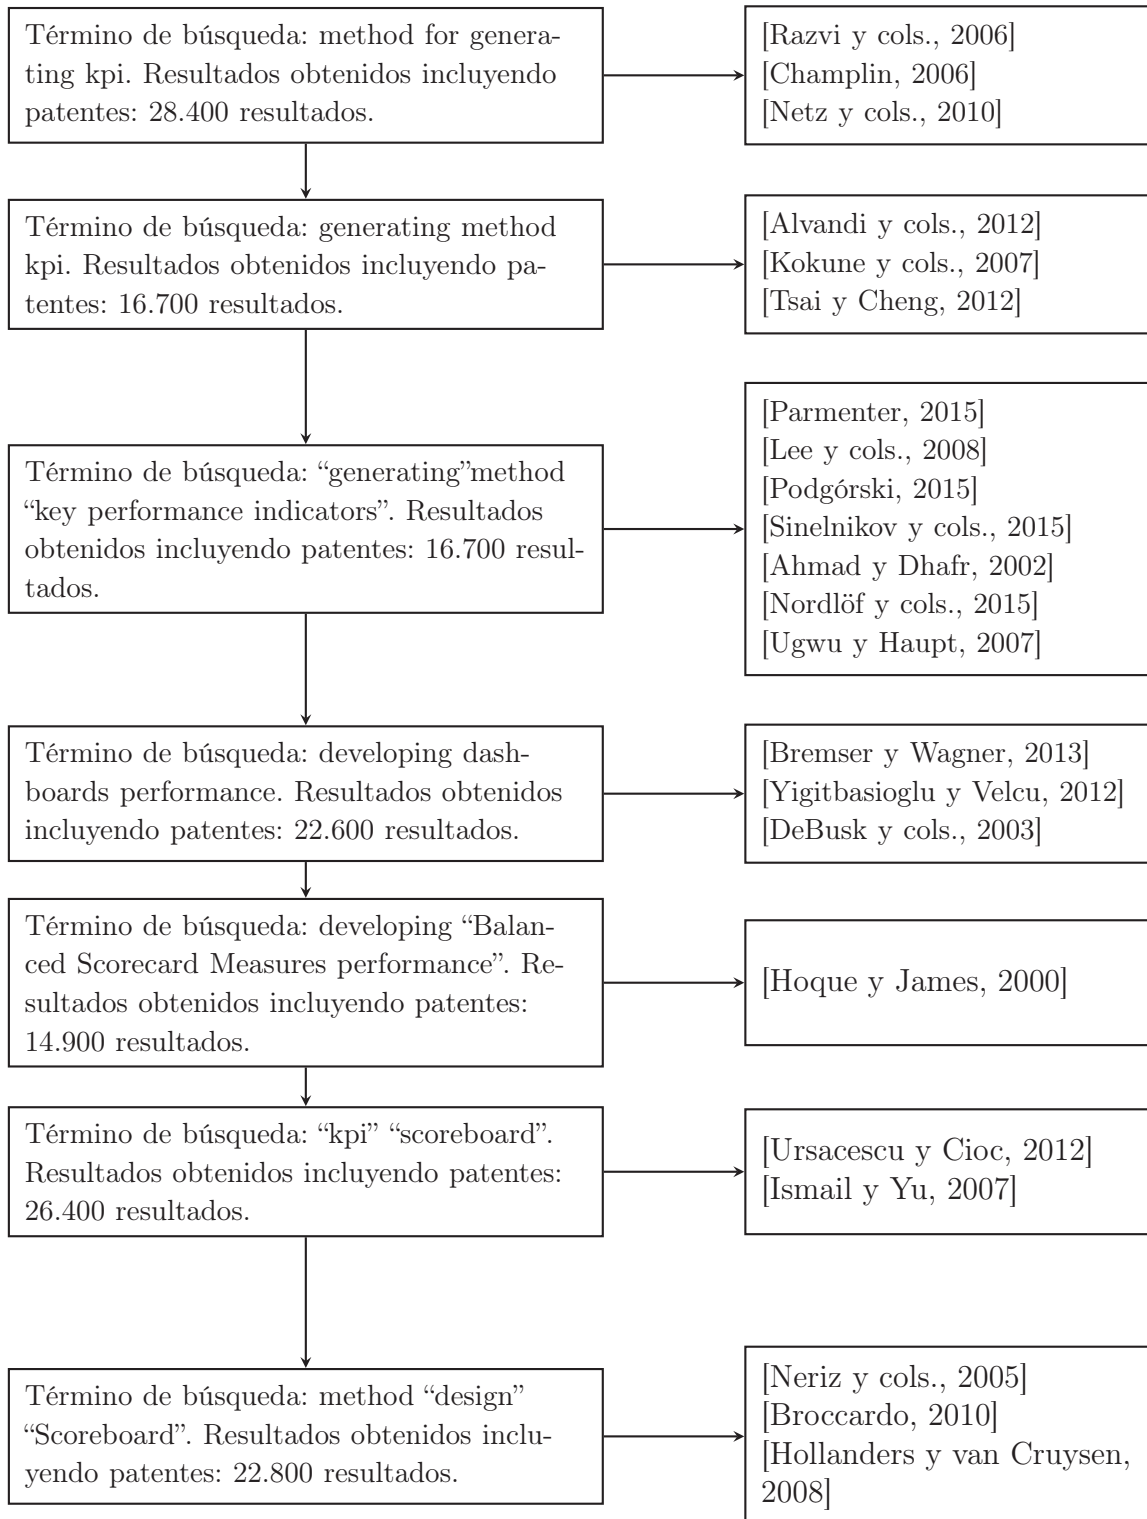 Término de búsqueda: method for genera-
ting kpi. Resultados obtenidos incluyendo
patentes: 28.400 resultados.
[Razvi y cols., 2006]
[Champlin, 2006]
[Netz y cols., 2010]
Término de búsqueda: generating method
kpi. Resultados obtenidos incluyendo pa-
tentes: 16.700 resultados.
[Alvandi y cols., 2012]
[Kokune y cols., 2007]
[Tsai y Cheng, 2012]
Término de búsqueda: “generating”method
“key performance indicators”. Resultados
obtenidos incluyendo patentes: 16.700 resul-
tados.
[Parmenter, 2015]
[Lee y cols., 2008]
[Podgórski, 2015]
[Sinelnikov y cols., 2015]
[Ahmad y Dhafr, 2002]
[Nordlöf y cols., 2015]
[Ugwu y Haupt, 2007]
Término de búsqueda: developing dash-
boards performance. Resultados obtenidos
incluyendo patentes: 22.600 resultados.
[Bremser y Wagner, 2013]
[Yigitbasioglu y Velcu, 2012]
[DeBusk y cols., 2003]
Término de búsqueda: developing “Balan-
ced Scorecard Measures performance”. Re-
sultados obtenidos incluyendo patentes:
14.900 resultados.
[Hoque y James, 2000]
Término de búsqueda: “kpi” “scoreboard”.
Resultados obtenidos incluyendo patentes:
26.400 resultados.
[Ursacescu y Cioc, 2012]
[Ismail y Yu, 2007]
Término de búsqueda: method “design”
“Scoreboard”. Resultados obtenidos inclu-
yendo patentes: 22.800 resultados.
[Neriz y cols., 2005]
[Broccardo, 2010]
[Hollanders y van Cruysen,
2008]